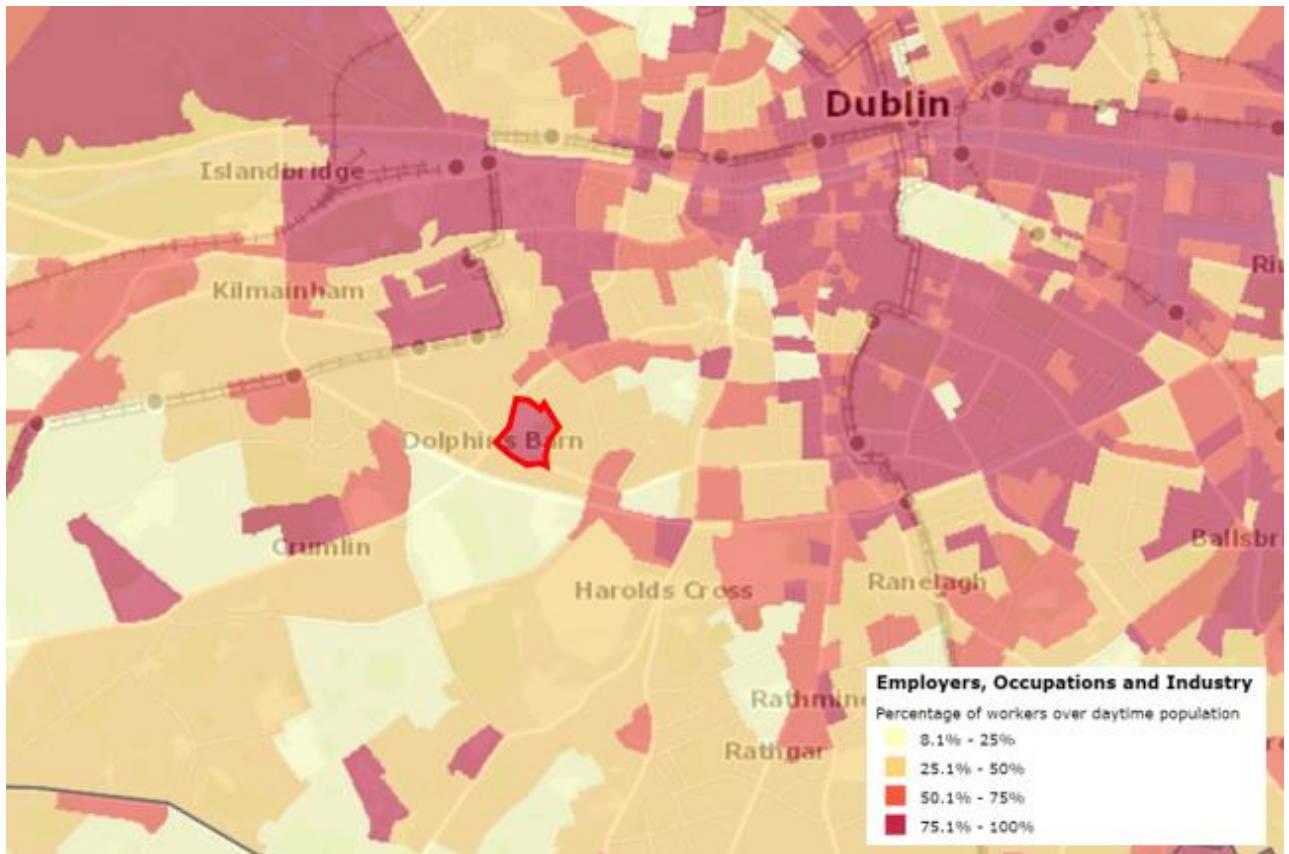 Dublin
Islandbridge
Kilmainham
Dolphins Barn
Crumlin
Harolds Cross
Ranelagh
Rathgar
Employers, Occupations and Industry
Percentage of workers over daytime population
8.1% - 25%
25.1% - 50%
50.1% - 75%
75.1% - 100%